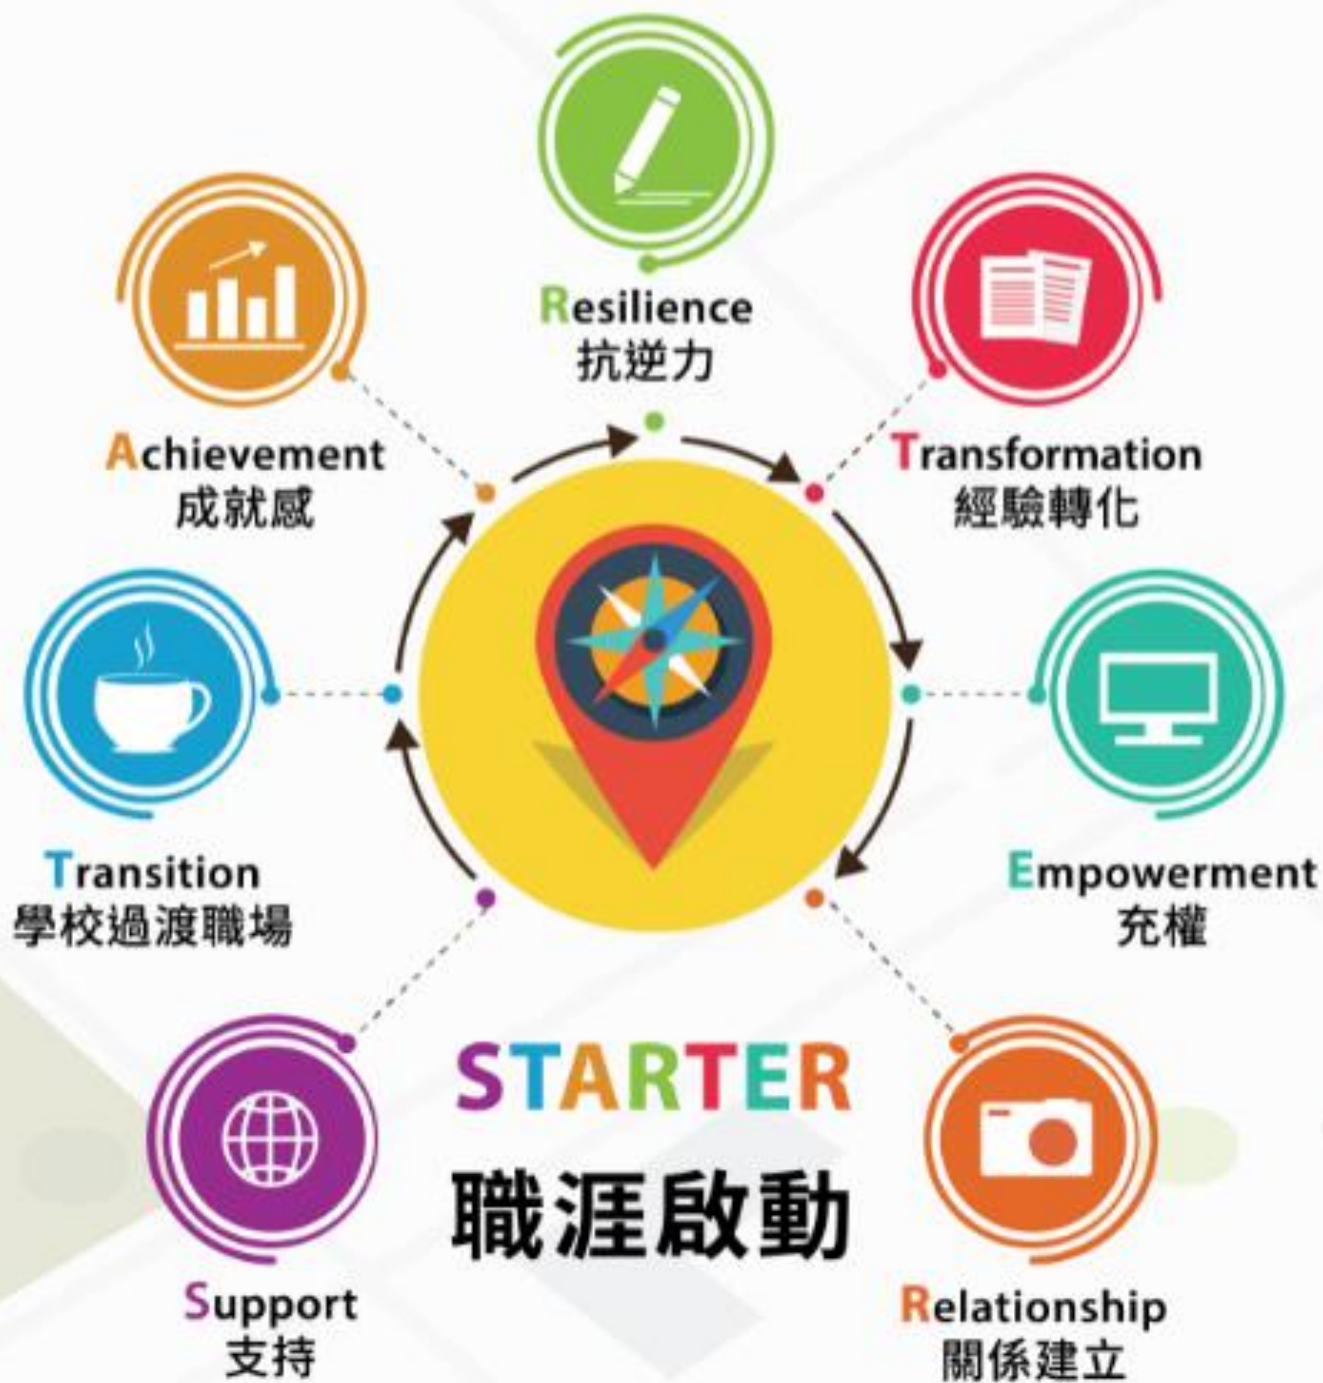 Resilience
抗逆力
Achievement
成就感
Transformation
經驗轉化
Transition
學校過渡職場
Empowerment
充權
STARTER
職涯啟動
Support
支持
Relationship
關係建立